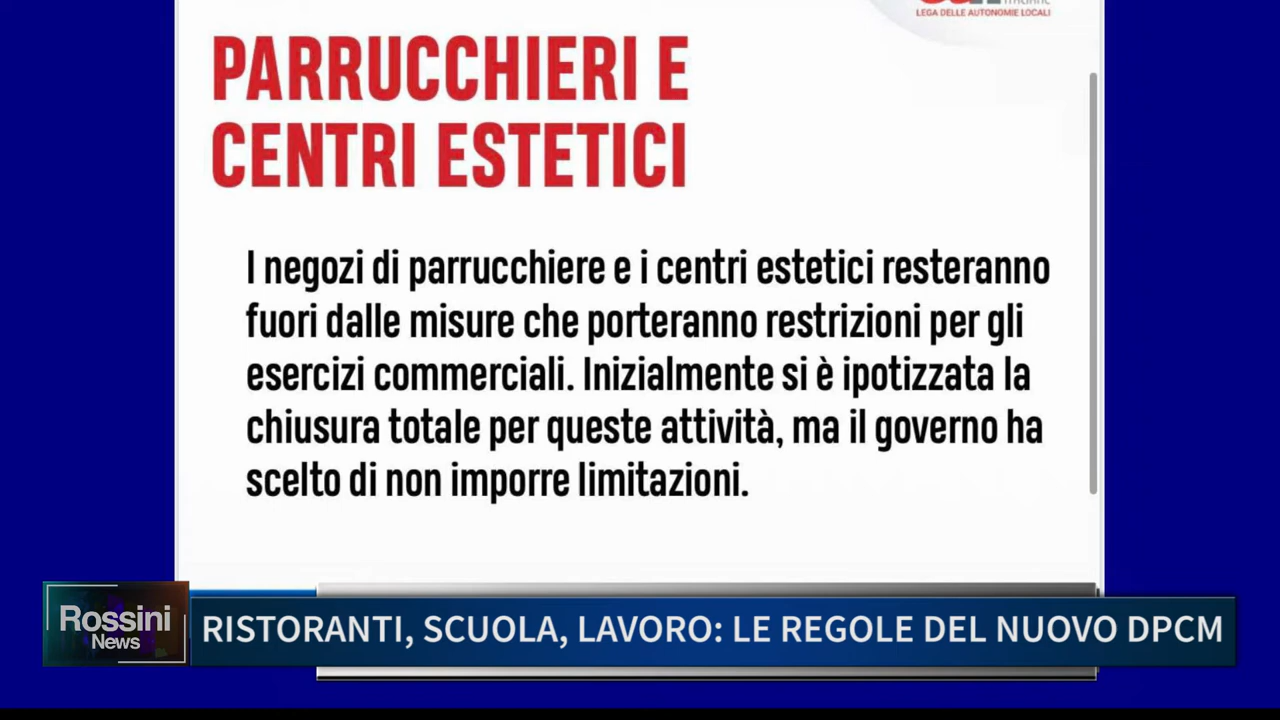 LEGA DELLE AUTONOMIE LOCALI
PARRUCCHIERI E
CENTRI ESTETICI
I negozi di parrucchiere e i centri estetici resteranno
fuori dalle misure che porteranno restrizioni per gli
esercizi commerciali. Inizialmente si è ipotizzata la
chiusura totale per queste attività, ma il governo ha
scelto di non imporre limitazioni.
Rossini
News
RISTORANTI, SCUOLA, LAVORO: LE REGOLE DEL NUOVO DPCM